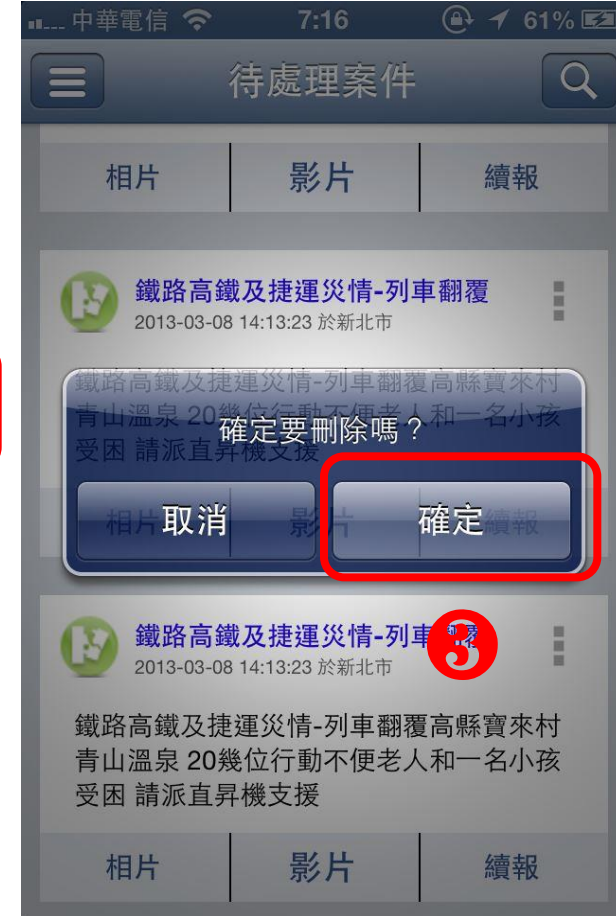 中華電信 7:16 61%
待處理案件
相片 影片 續報
鐵路高鐵及捷運災情-列車翻覆
2013-03-08 14:13:23 於新北市
鐵路高鐵及捷運災情-列車翻覆高縣寶來村
青山溫泉 20幾位行動不便老人和一名小孩
受困 請派直昇機支援
確定要刪除嗎？
相片 影片 續報
取消 確定
鐵路高鐵及捷運災情-列車翻覆
3
2013-03-08 14:13:23 於新北市
鐵路高鐵及捷運災情-列車翻覆高縣寶來村
青山溫泉 20幾位行動不便老人和一名小孩
受困 請派直昇機支援
相片 影片 續報